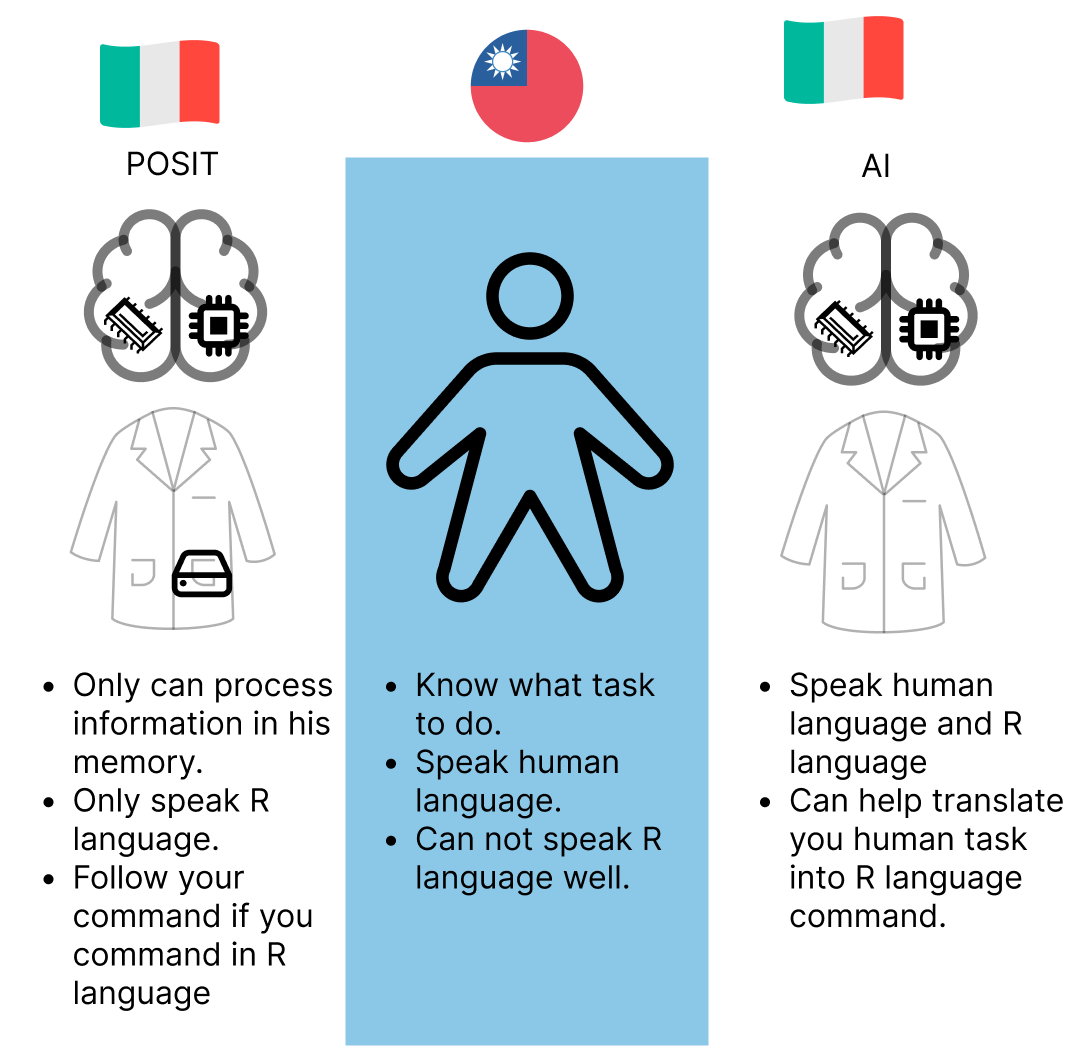 POSIT
AI
• Only can process
information in his
memory.
• Only speak R
language.
• Follow your
command if you
command in R
language
• Know what task
to do.
• Speak human
language.
• Can not speak R
language well.
• Speak human
language and R
language
• Can help translate
you human task
into R language
command.